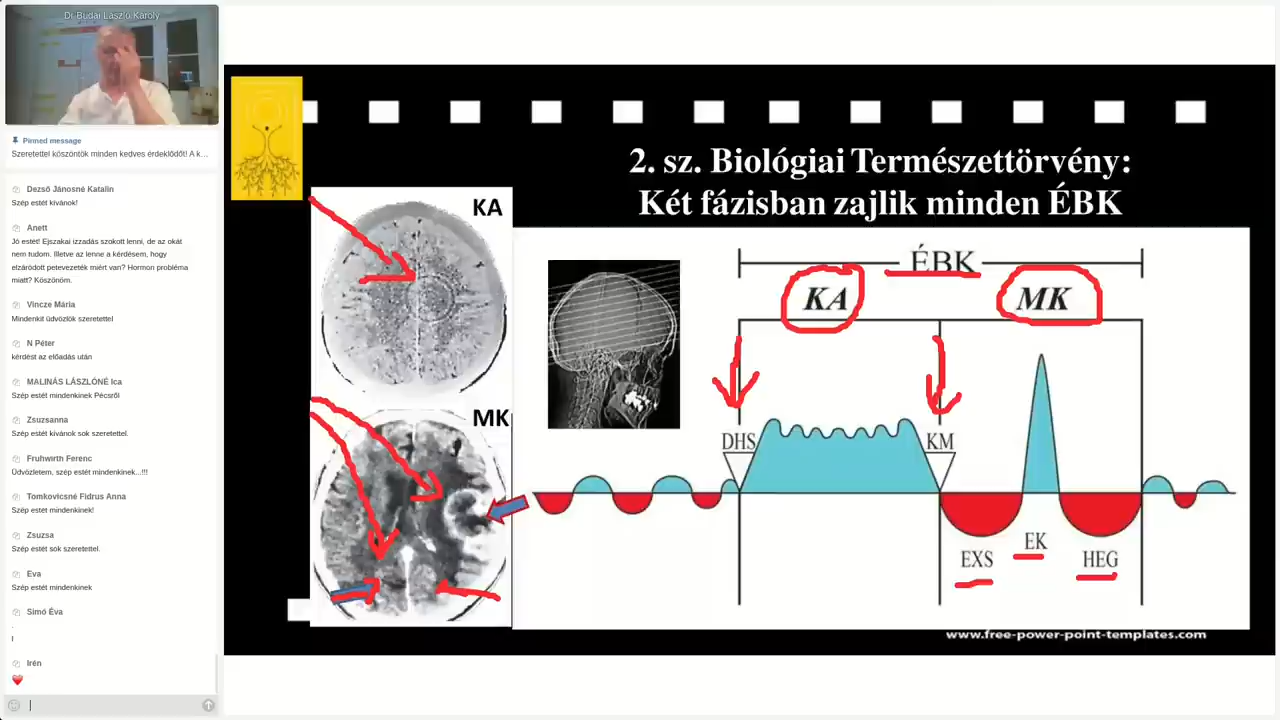 Dr Budai László Károly
Pinned message
Szeretettel köszöntök minden kedves érdeklődőt! A k…
Dezső Jánosné Katalin
Szép estét kívánok!
Anett
Jó estét! Ejszakai izzadás szokott lenni, de az okát
nem tudom. Illetve az lenne a kérdésem, hogy
elzáródott petevezeték miért van? Hormon probléma
miatt? Köszönöm.
Vincze Mária
Mindenkit üdvözlök szeretettel
N Péter
kérdést az előadás után
MALINÁS LÁSZLÓNÉ Ica
Szép estét mindenkinek Pécsről
Zsuzsanna
Szép estét kívánok sok szeretettel.
Fruhwirth Ferenc
Üdvözletem, szép estét mindenkinek...!!!
Tomkovicsné Fidrus Anna
Szép estét mindenkinek!
Zsuzsa
Szép estét sok szeretettel.
Eva
Szép estét mindenkinek
Simó Éva
.
I
Irén
2. sz. Biológiai Természettörvény:
Két fázisban zajlik minden ÉBK
KA
MK
ÉBK
KA
MK
DHS
KM
EXS
EK
HEG
www.free-power-point-templates.com